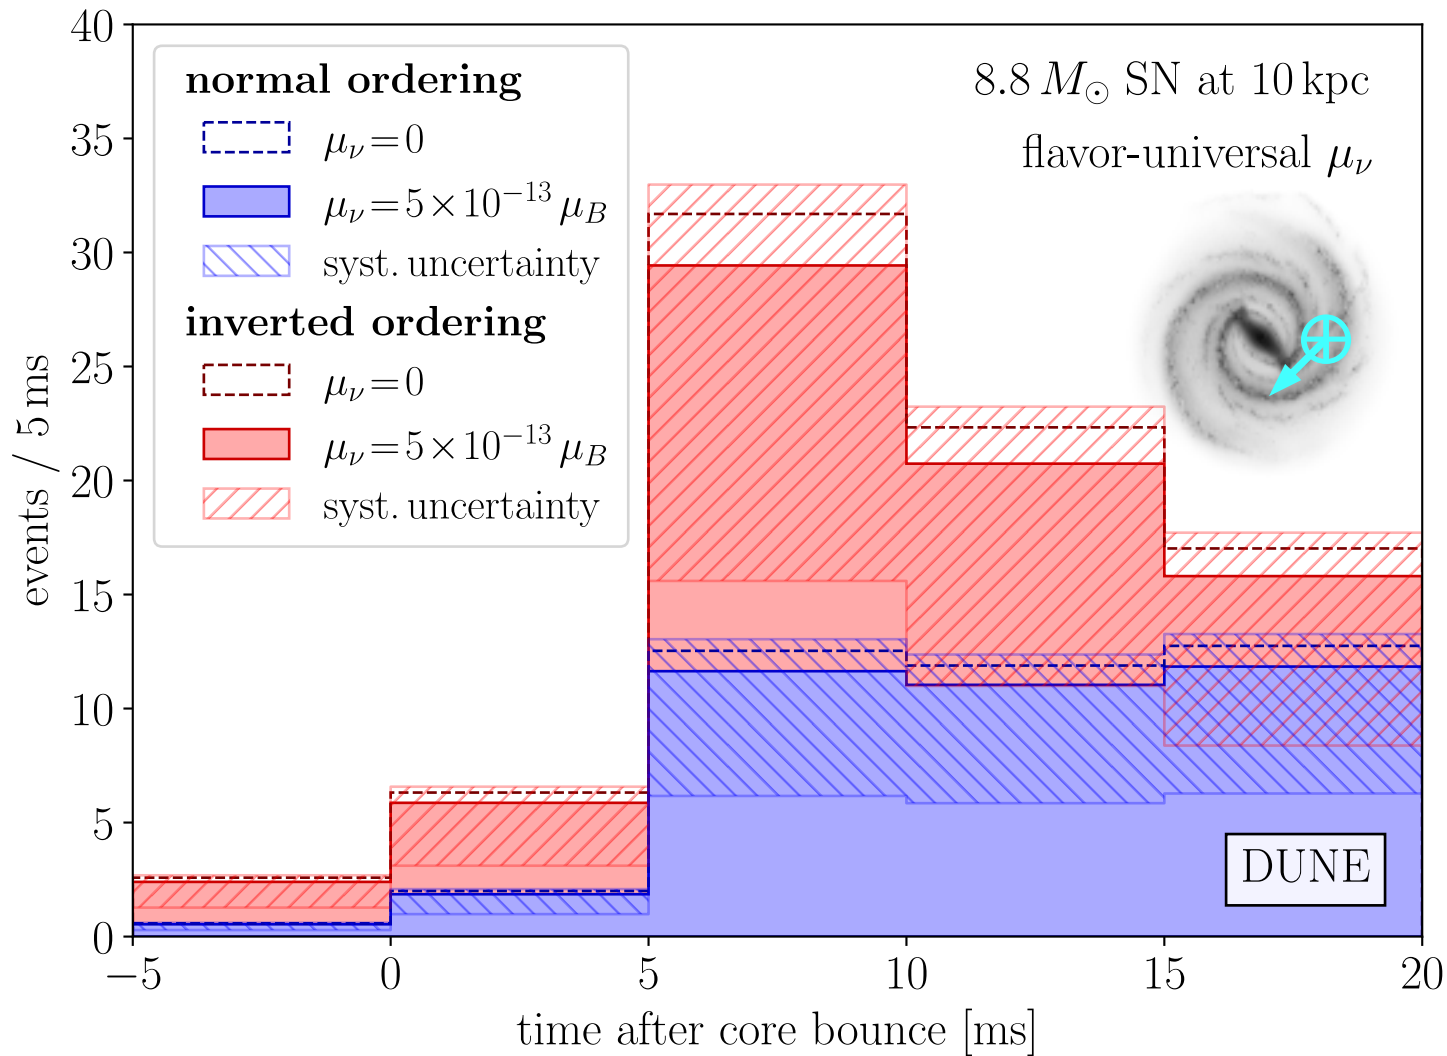 40
35
30
25
20
15
10
5
0
events / 5 ms
normal ordering
μν = 0
μν = 5 × 10⁻¹³ μB
syst. uncertainty
inverted ordering
μν = 0
μν = 5 × 10⁻¹³ μB
syst. uncertainty
8.8 M⊙ SN at 10 kpc
flavor-universal μν
DUNE
−5 0 5 10 15 20
time after core bounce [ms]